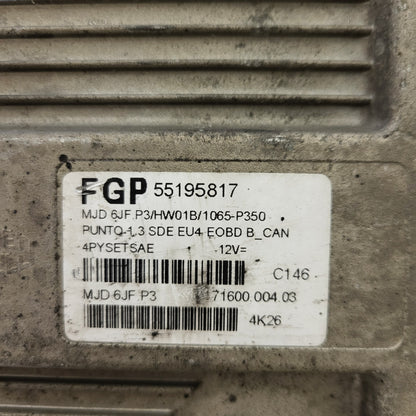 FGP 55195817
MJD 6JF P3/HW01B/1065-P350
PUNTO 1,3 SDE EU4 EOBD B_CAN
4PYSETSAE 12V=
C146
MJD 6JF P3 71600.004.03
4K26